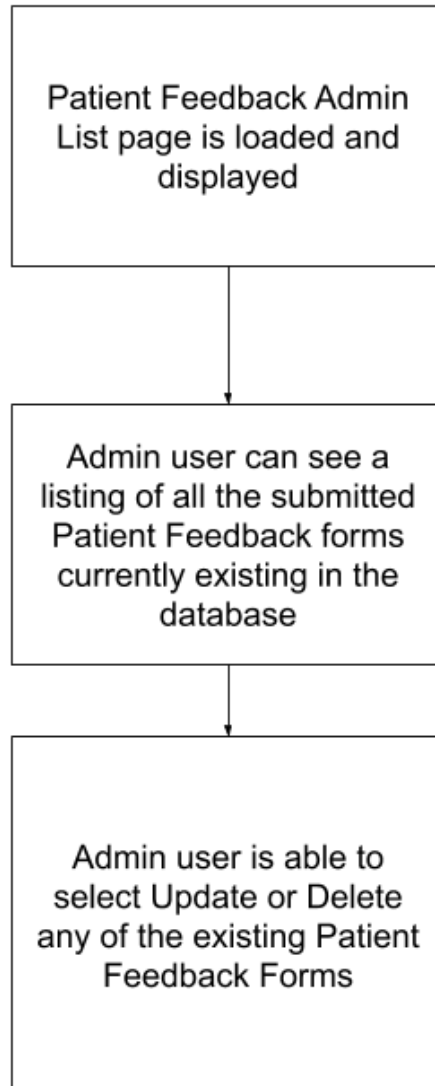 Patient Feedback Admin
List page is loaded and
displayed
Admin user can see a
listing of all the submitted
Patient Feedback forms
currently existing in the
database
Admin user is able to
select Update or Delete
any of the existing Patient
Feedback Forms